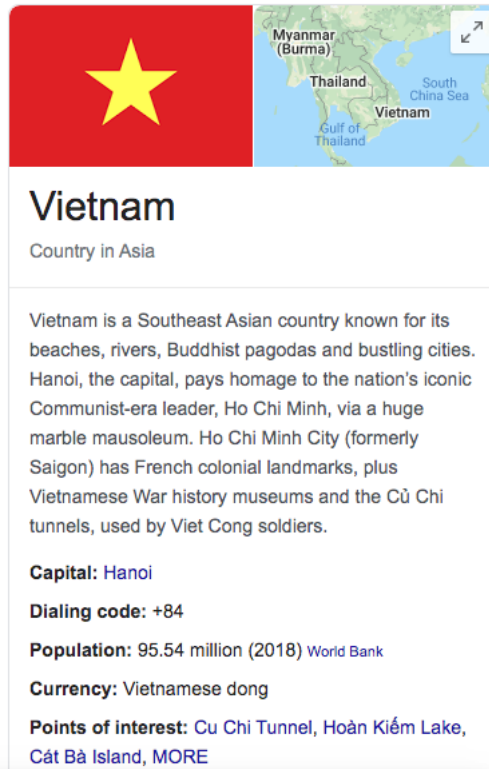 Myanmar
(Burma)
Thailand
South
China Sea
Vietnam
Gulf of
Thailand
Vietnam
Country in Asia
Vietnam is a Southeast Asian country known for its
beaches, rivers, Buddhist pagodas and bustling cities.
Hanoi, the capital, pays homage to the nation's iconic
Communist-era leader, Ho Chi Minh, via a huge
marble mausoleum. Ho Chi Minh City (formerly
Saigon) has French colonial landmarks, plus
Vietnamese War history museums and the Củ Chi
tunnels, used by Viet Cong soldiers.
Capital: Hanoi
Dialing code: +84
Population: 95.54 million (2018) World Bank
Currency: Vietnamese dong
Points of interest: Cu Chi Tunnel, Hoàn Kiếm Lake,
Cát Bà Island, MORE